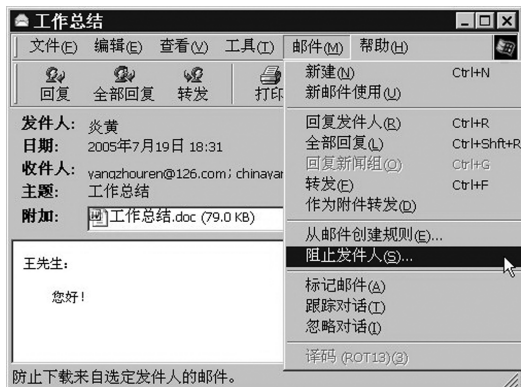 工作总结
文件(F) 编辑(E) 查看(V) 工具(T) 邮件(M) 帮助(H)
回复 全部回复 转发 打印
发件人: 炎黄
日期: 2005年7月19日 18:31
收件人: yangzhouren@126.com; chinayan
主题: 工作总结
附加: 工作总结.doc (79.0 KB)
王先生:
您好!
新建(N) Ctrl+N
新邮件使用(U)
回复发件人(R) Ctrl+R
全部回复(L) Ctrl+Shft+R
回复新闻组(O) Ctrl+G
转发(F) Ctrl+F
作为附件转发(D)
从邮件创建规则(E)...
阻止发件人(S)...
标记邮件(A)
跟踪对话(T)
忽略对话(I)
译码 (ROT13)(3)
防止下载来自选定发件人的邮件。